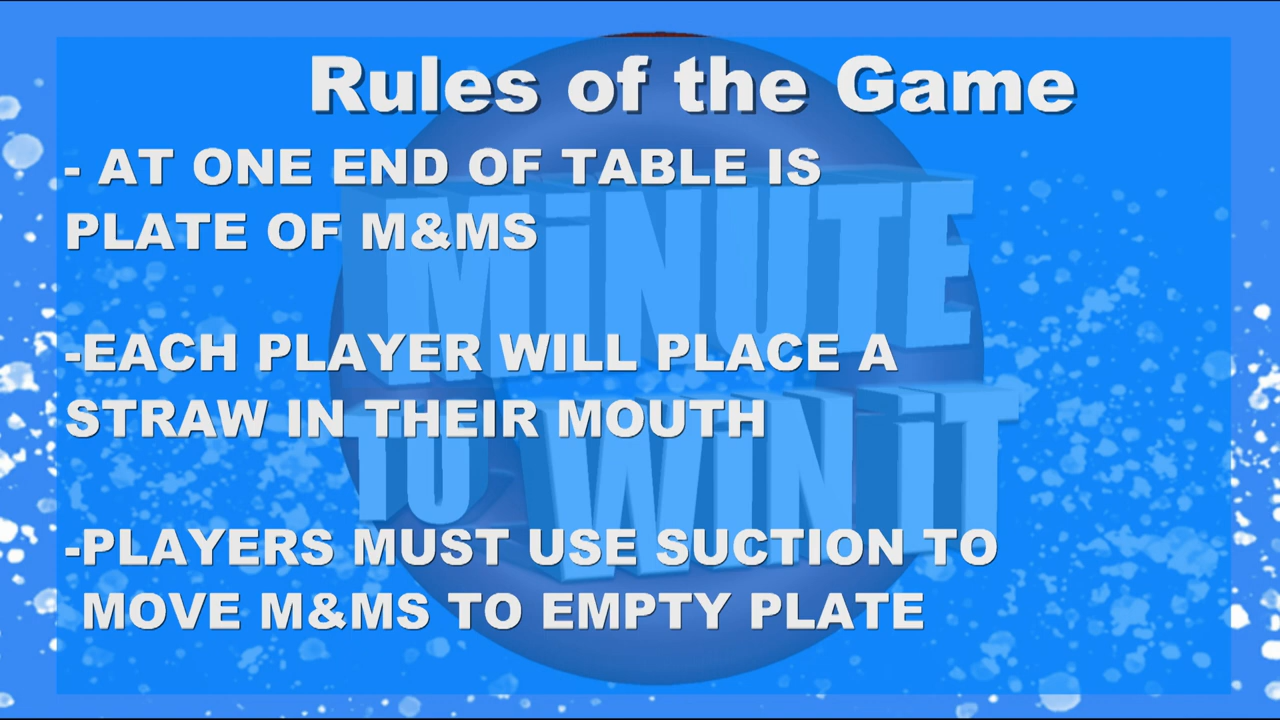 Rules of the Game
- AT ONE END OF TABLE IS
PLATE OF M&MS
-EACH PLAYER WILL PLACE A
STRAW IN THEIR MOUTH
-PLAYERS MUST USE SUCTION TO
MOVE M&MS TO EMPTY PLATE
MiNUTE
TO WiN iT